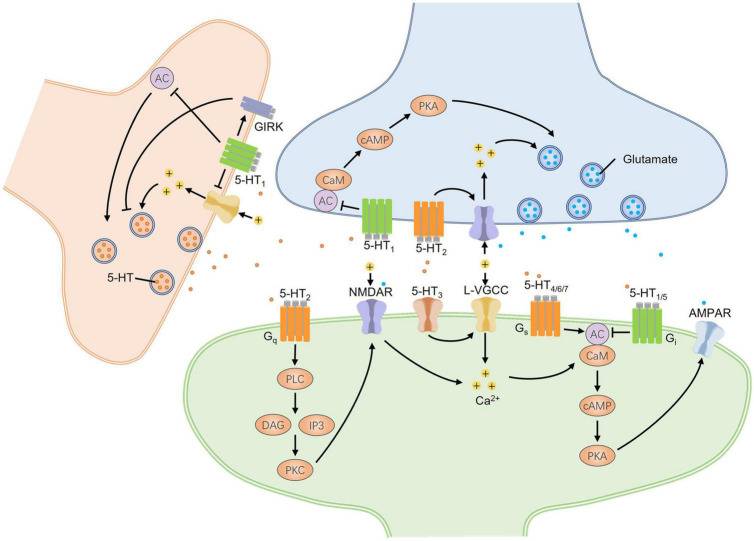 AC
GIRK
5-HT1
5-HT
PKA
cAMP
CaM
AC
Glutamate
5-HT1
5-HT2
5-HT2
NMDAR
5-HT3
L-VGCC
5-HT4/6/7
5-HT1/5
AMPAR
Gq
Gs
AC
Gi
PLC
CaM
Ca2+
DAG
IP3
cAMP
PKC
PKA
+
+
+
+
+
+
+
+
+
+
+
+